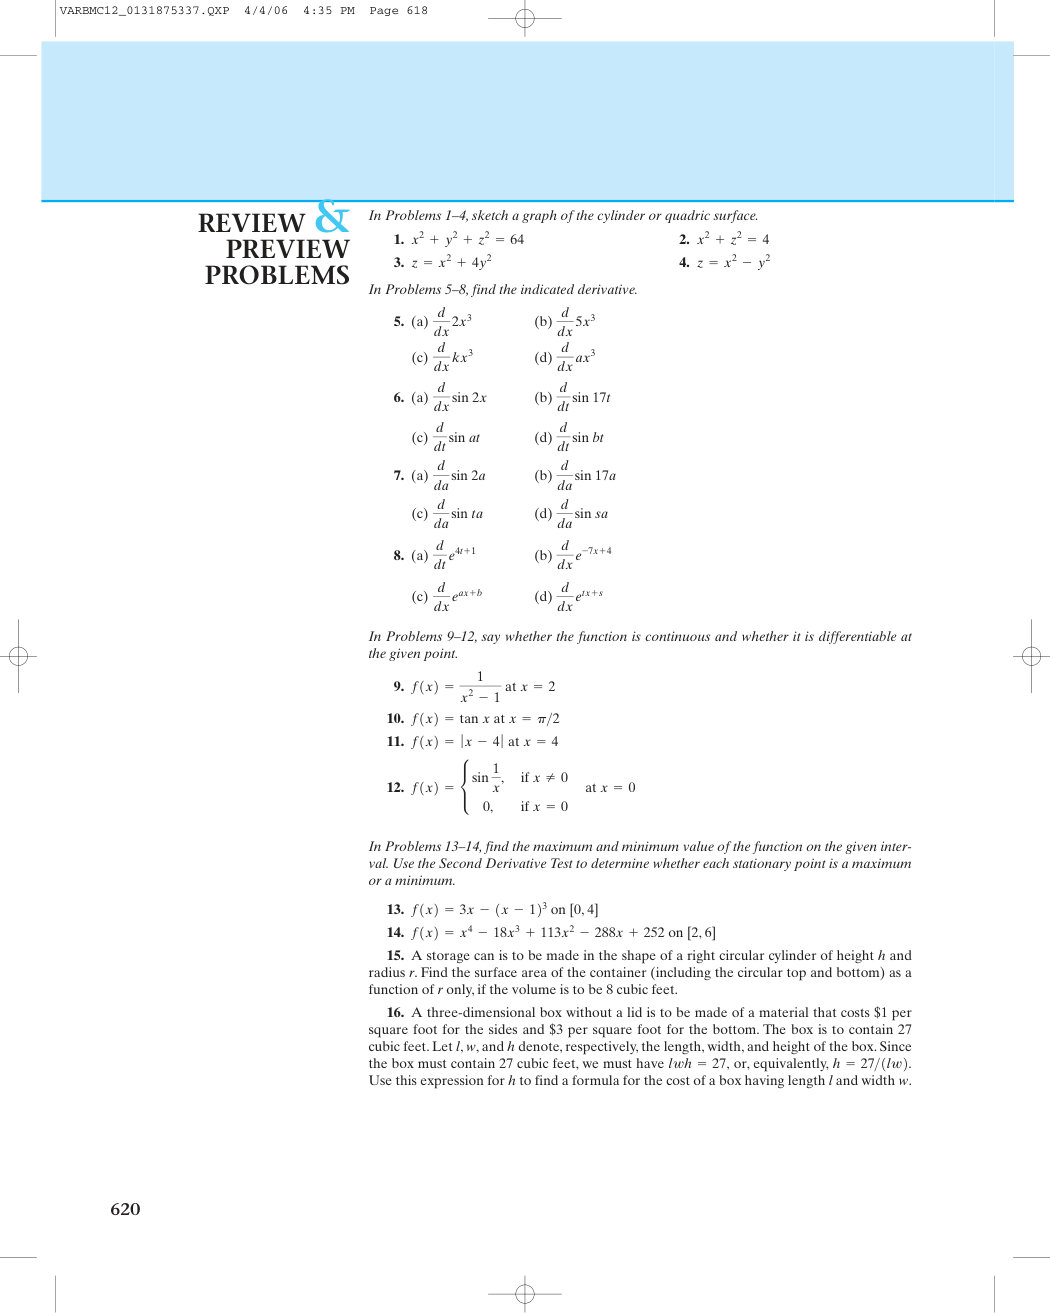 VARBMC12_0131875337.QXP 4/4/06 4:35 PM Page 618
REVIEW &
PREVIEW
PROBLEMS
In Problems 1–4, sketch a graph of the cylinder or quadric surface.
1. x² + y² + z² = 64 2. x² + z² = 4
3. z = x² + 4y² 4. z = x² − y²
In Problems 5–8, find the indicated derivative.
5. (a) d/dx 2x³ (b) d/dx 5x³
(c) d/dx kx³ (d) d/dx ax³
6. (a) d/dx sin 2x (b) d/dt sin 17t
(c) d/dt sin at (d) d/dt sin bt
7. (a) d/da sin 2a (b) d/da sin 17a
(c) d/da sin ta (d) d/da sin sa
8. (a) d/dt e^(4t+1) (b) d/dx e^(−7x+4)
(c) d/dx e^(ax+b) (d) d/dx e^(tx+s)
In Problems 9–12, say whether the function is continuous and whether it is differentiable at
the given point.
9. f(x) = 1/(x² − 1) at x = 2
10. f(x) = tan x at x = π/2
11. f(x) = |x − 4| at x = 4
12. f(x) = { sin 1/x, if x ≠ 0
0, if x = 0 at x = 0
In Problems 13–14, find the maximum and minimum value of the function on the given inter-
val. Use the Second Derivative Test to determine whether each stationary point is a maximum
or a minimum.
13. f(x) = 3x − (x − 1)³ on [0, 4]
14. f(x) = x⁴ − 18x³ + 113x² − 288x + 252 on [2, 6]
15. A storage can is to be made in the shape of a right circular cylinder of height h and
radius r. Find the surface area of the container (including the circular top and bottom) as a
function of r only, if the volume is to be 8 cubic feet.
16. A three-dimensional box without a lid is to be made of a material that costs $1 per
square foot for the sides and $3 per square foot for the bottom. The box is to contain 27
cubic feet. Let l, w, and h denote, respectively, the length, width, and height of the box. Since
the box must contain 27 cubic feet, we must have lwh = 27, or, equivalently, h = 27/(lw).
Use this expression for h to find a formula for the cost of a box having length l and width w.
620